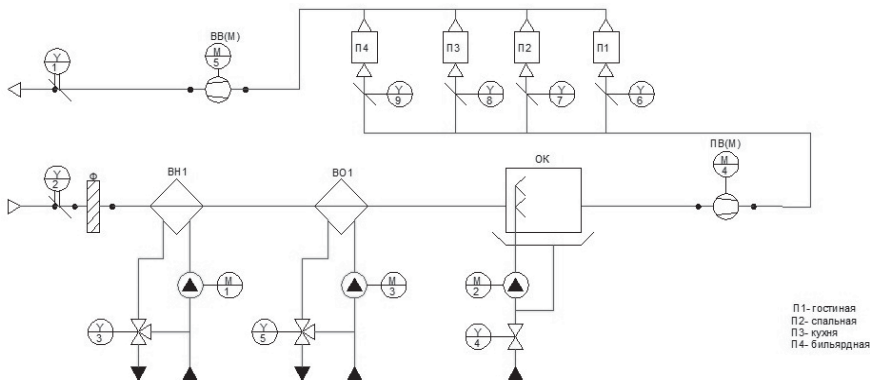 ВВ(М)
Y
1
M
5
П4
П3
П2
П1
Y
9
Y
8
Y
7
Y
6
ПВ(М)
M
4
Y
2
Ф
ВН1
ВО1
ОК
M
1
M
3
M
2
Y
3
Y
5
Y
4
П1- гостиная
П2- спальная
П3- кухня
П4- бильярдная